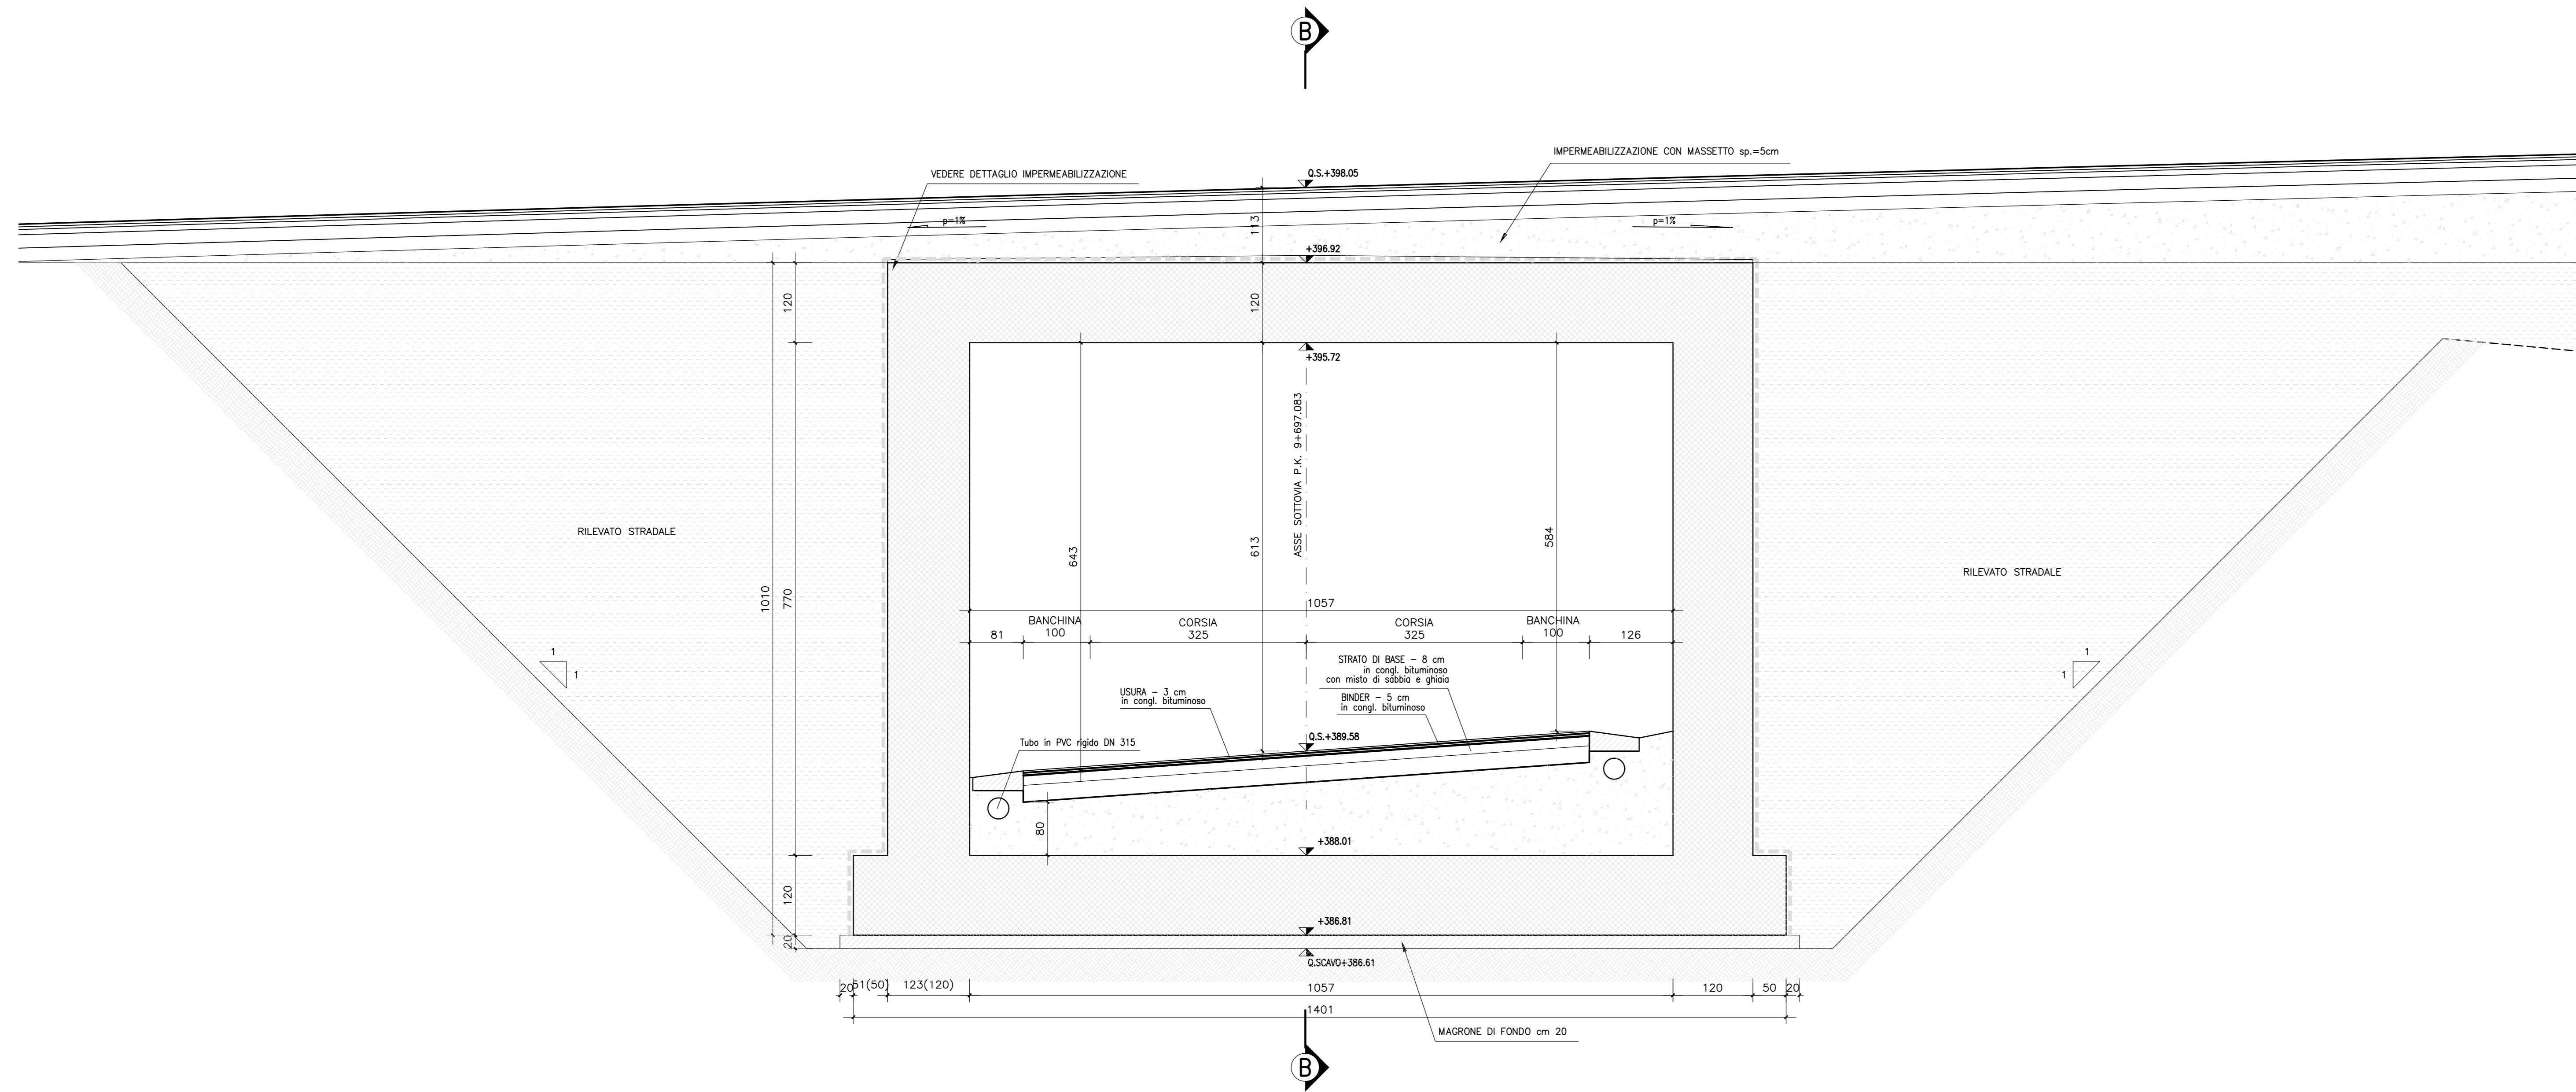 B
IMPERMEABILIZZAZIONE CON MASSETTO sp.=5cm
VEDERE DETTAGLIO IMPERMEABILIZZAZIONE
Q.S.+398.05
p=1%
113
p=1%
+396.92
120
120
+395.72
ASSE SOTTOVIA P.K. 9+697.083
RILEVATO STRADALE
RILEVATO STRADALE
1010
770
643
613
584
1057
81
BANCHINA
100
CORSIA
325
CORSIA
325
BANCHINA
100
126
1
1
1
1
STRATO DI BASE - 8 cm
in congl. bituminoso
con misto di sabbia e ghiaia
USURA - 3 cm
in congl. bituminoso
BINDER - 5 cm
in congl. bituminoso
Tubo in PVC rigido DN 315
Q.S.+389.58
80
+388.01
120
+386.81
20
Q.SCAVO+386.61
20
51(50)
123(120)
1057
120
50
20
1401
MAGRONE DI FONDO cm 20
B